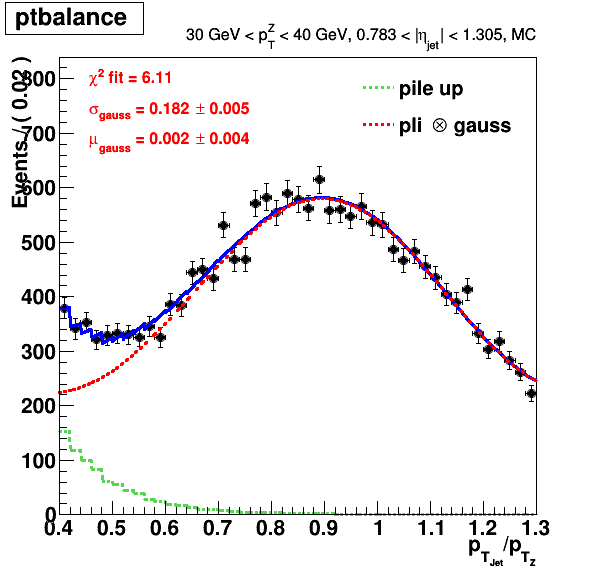 ptbalance
30 GeV < p_T^Z < 40 GeV, 0.783 < |η_jet| < 1.305, MC
Events / ( 0.02 )
χ² fit = 6.11
σ_gauss = 0.182 ± 0.005
μ_gauss = 0.002 ± 0.004
pile up
pli ⊗ gauss
800
700
600
500
400
300
200
100
0
0.4 0.5 0.6 0.7 0.8 0.9 1 1.1 1.2 1.3
p_T_Jet/p_T_Z